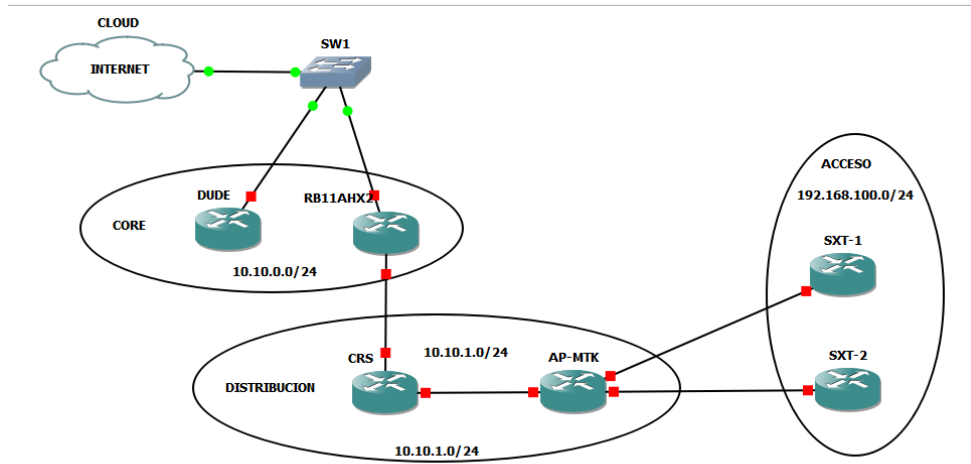 CLOUD
INTERNET
SW1
ACCESO
192.168.100.0/24
DUDE
RB11AHX2
CORE
SXT-1
10.10.0.0/24
CRS
10.10.1.0/24
AP-MTK
SXT-2
DISTRIBUCION
10.10.1.0/24